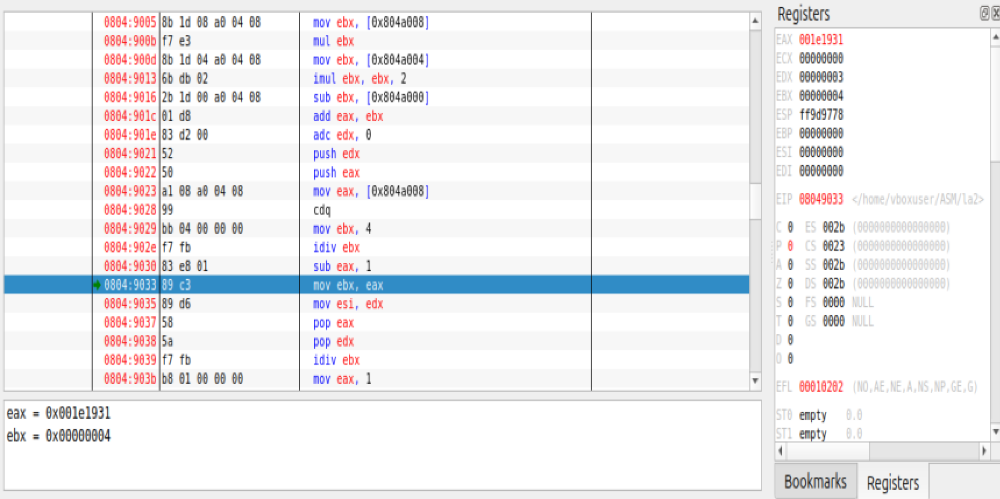 0804:9005 8b 1d 08 a0 04 08 mov ebx, [0x804a008]
0804:900b f7 e3 mul ebx
0804:900d 8b 1d 04 a0 04 08 mov ebx, [0x804a004]
0804:9013 6b db 02 imul ebx, ebx, 2
0804:9016 2b 1d 00 a0 04 08 sub ebx, [0x804a000]
0804:901c 01 d8 add eax, ebx
0804:901e 83 d2 00 adc edx, 0
0804:9021 52 push edx
0804:9022 50 push eax
0804:9023 a1 08 a0 04 08 mov eax, [0x804a008]
0804:9028 99 cdq
0804:9029 bb 04 00 00 00 mov ebx, 4
0804:902e f7 fb idiv ebx
0804:9030 83 e8 01 sub eax, 1
0804:9033 89 c3 mov ebx, eax
0804:9035 89 d6 mov esi, edx
0804:9037 58 pop eax
0804:9038 5a pop edx
0804:9039 f7 fb idiv ebx
0804:903b b8 01 00 00 00 mov eax, 1
eax = 0x001e1931
ebx = 0x00000004
Registers
EAX 001e1931
ECX 00000000
EDX 00000003
EBX 00000004
ESP ff9d9778
EBP 00000000
ESI 00000000
EDI 00000000
EIP 08049033 </home/vboxuser/ASM/la2>
C 0 ES 002b (0000000000000000)
P 0 CS 0023 (0000000000000000)
A 0 SS 002b (0000000000000000)
Z 0 DS 002b (0000000000000000)
S 0 FS 0000 NULL
T 0 GS 0000 NULL
D 0
O 0
EFL 00010202 (NO,AE,NE,A,NS,NP,GE,G)
ST0 empty 0.0
ST1 empty 0.0
Bookmarks Registers